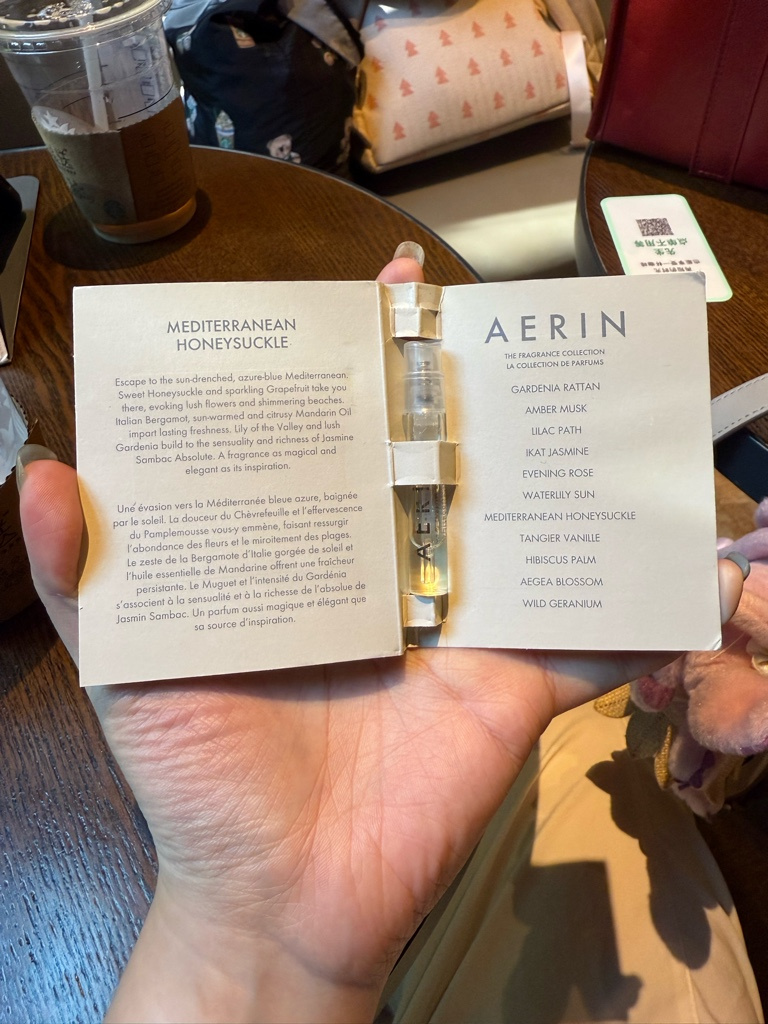 MEDITERRANEAN
HONEYSUCKLE
Escape to the sun-drenched, azure-blue Mediterranean.
Sweet Honeysuckle and sparkling Grapefruit take you
there, evoking lush flowers and shimmering beaches.
Italian Bergamot, sun-warmed and citrusy Mandarin Oil
impart lasting freshness. Lily of the Valley and lush
Gardenia build to the sensuality and richness of Jasmine
Sambac Absolute. A fragrance as magical and
elegant as its inspiration.
Une évasion vers la Méditerranée bleue azure, baignée
par le soleil. La douceur du Chèvrefeuille et l'effervescence
du Pamplemousse vous-y emmène, faisant ressurgir
l'abondance des fleurs et le miroitement des plages.
Le zeste de la Bergamote d'Italie gorgée de soleil et
l'huile essentielle de Mandarine offrent une fraîcheur
persistante. Le Muguet et l'intensité du Gardénia
s'associent à la sensualité et à la richesse de l'absolue de
Jasmin Sambac. Un parfum aussi magique et élégant que
sa source d'inspiration.
AERIN
AERIN
THE FRAGRANCE COLLECTION
LA COLLECTION DE PARFUMS
GARDENIA RATTAN
AMBER MUSK
LILAC PATH
IKAT JASMINE
EVENING ROSE
WATERLILY SUN
MEDITERRANEAN HONEYSUCKLE
TANGIER VANILLE
HIBISCUS PALM
AEGEA BLOSSOM
WILD GERANIUM
点单不用等